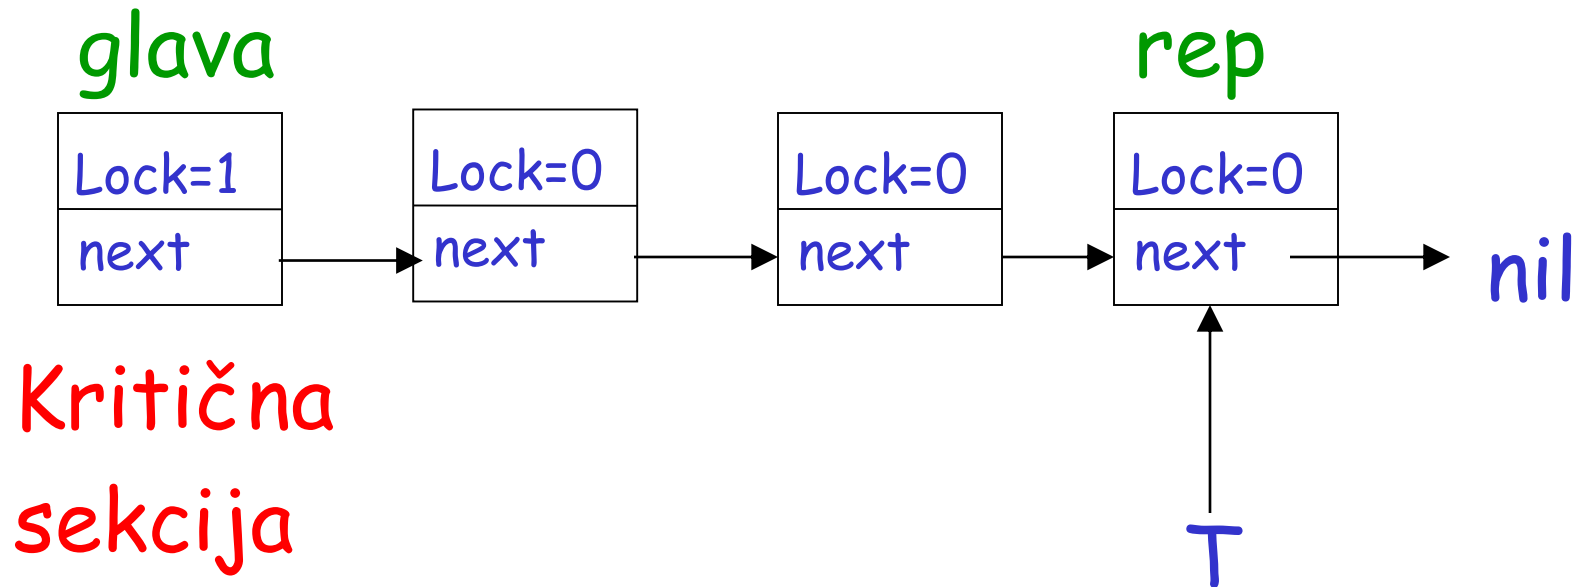 glava
rep
Lock=1
Lock=0
Lock=0
Lock=0
next
next
next
next
nil
Kritična
sekcija
T